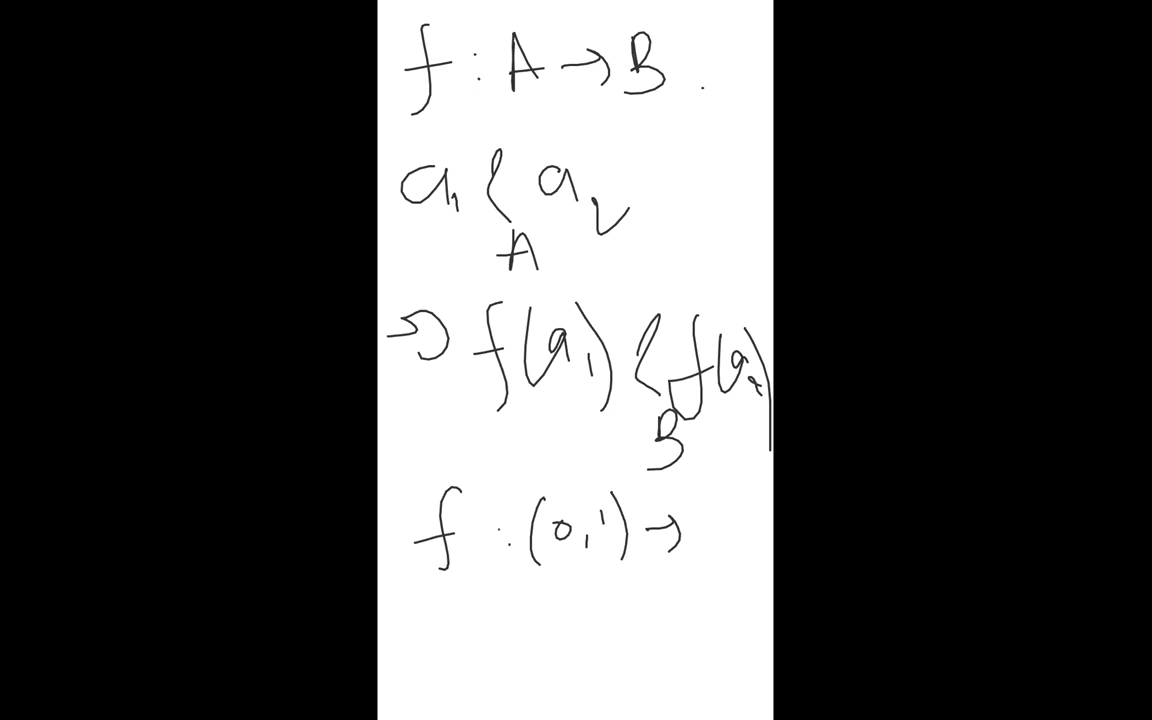 f : A → B .
a₁ <_A a₂
⇒ f(a₁) <_B f(a₂)
f : (0,1) →